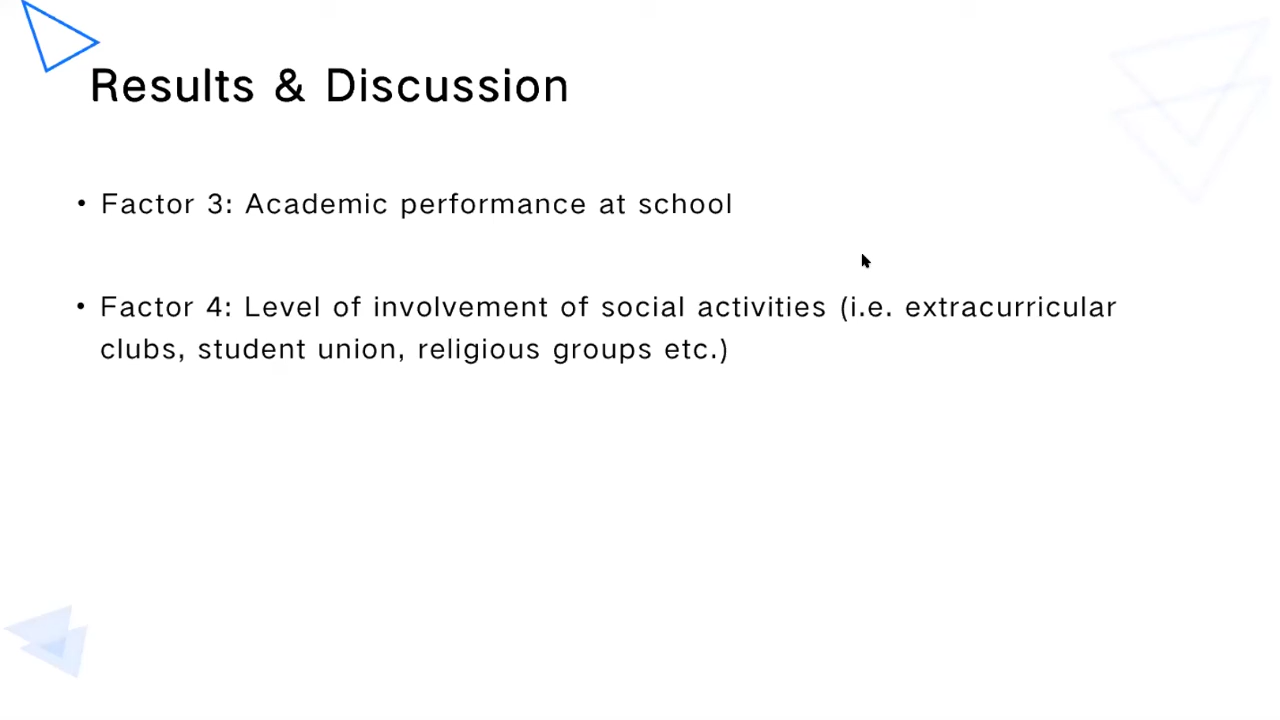 Results & Discussion
• Factor 3: Academic performance at school
• Factor 4: Level of involvement of social activities (i.e. extracurricular
clubs, student union, religious groups etc.)